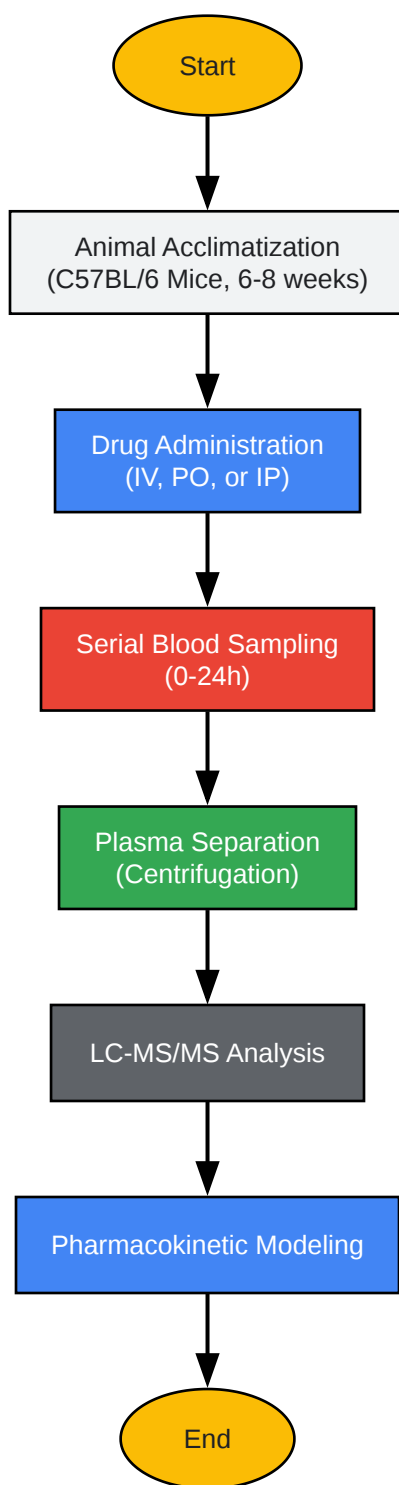 Start
Animal Acclimatization
(C57BL/6 Mice, 6-8 weeks)
Drug Administration
(IV, PO, or IP)
Serial Blood Sampling
(0-24h)
Plasma Separation
(Centrifugation)
LC-MS/MS Analysis
Pharmacokinetic Modeling
End